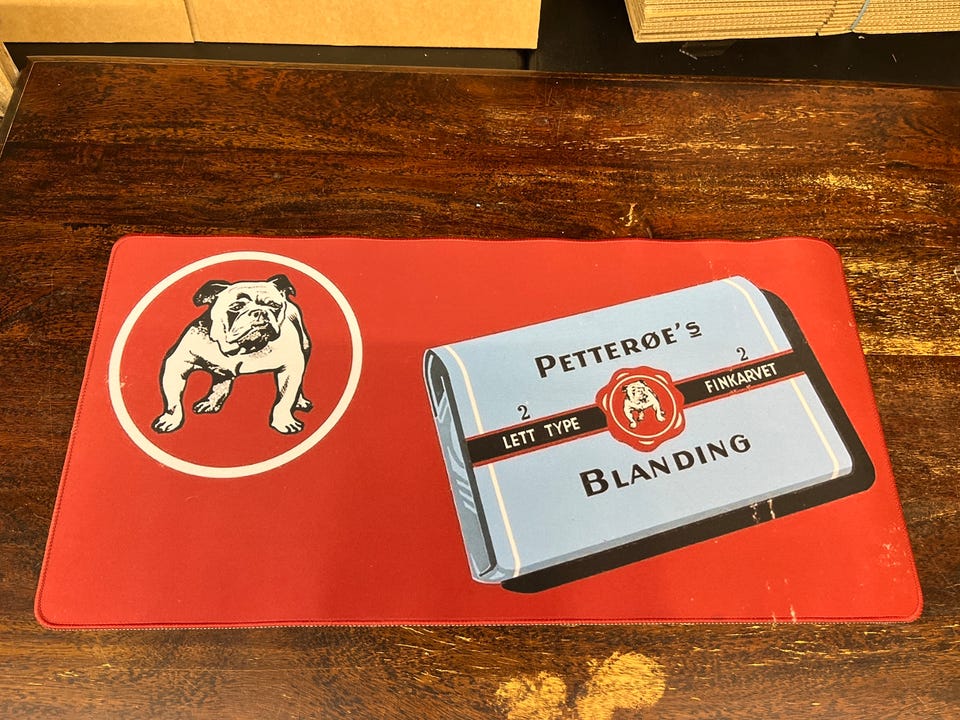 PETTERØE'S
2 2
LETT TYPE FINKARVET
BLANDING